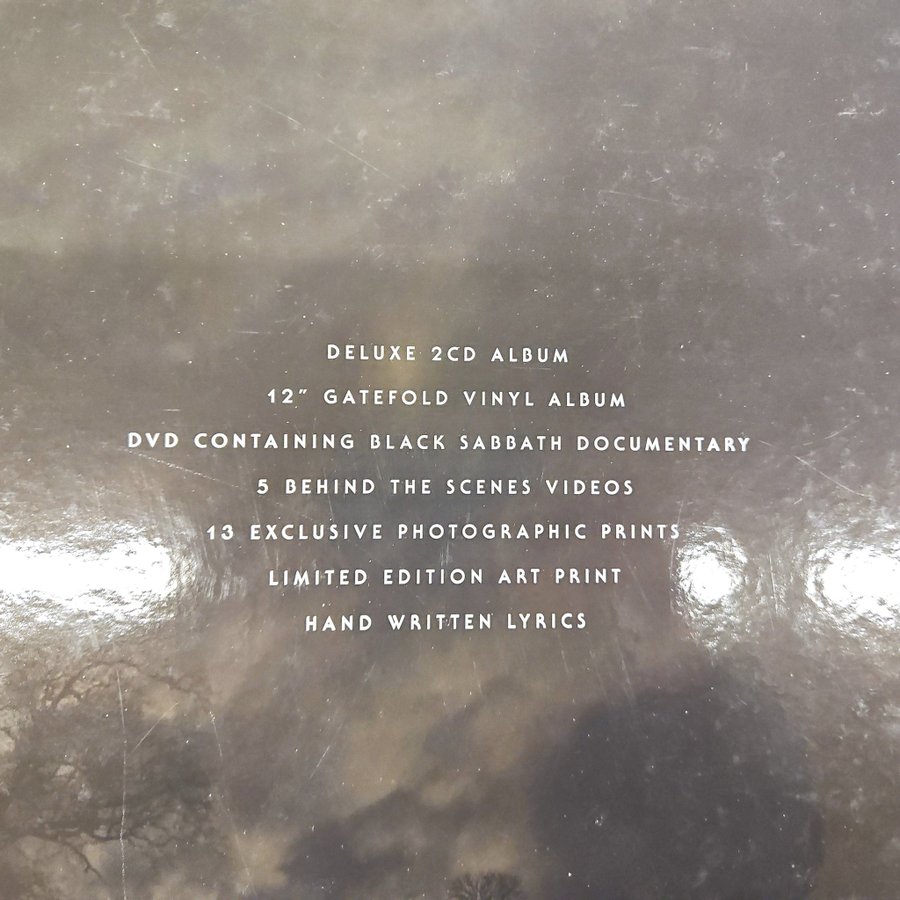 DELUXE 2CD ALBUM
12" GATEFOLD VINYL ALBUM
DVD CONTAINING BLACK SABBATH DOCUMENTARY
5 BEHIND THE SCENES VIDEOS
13 EXCLUSIVE PHOTOGRAPHIC PRINTS
LIMITED EDITION ART PRINT
HAND WRITTEN LYRICS